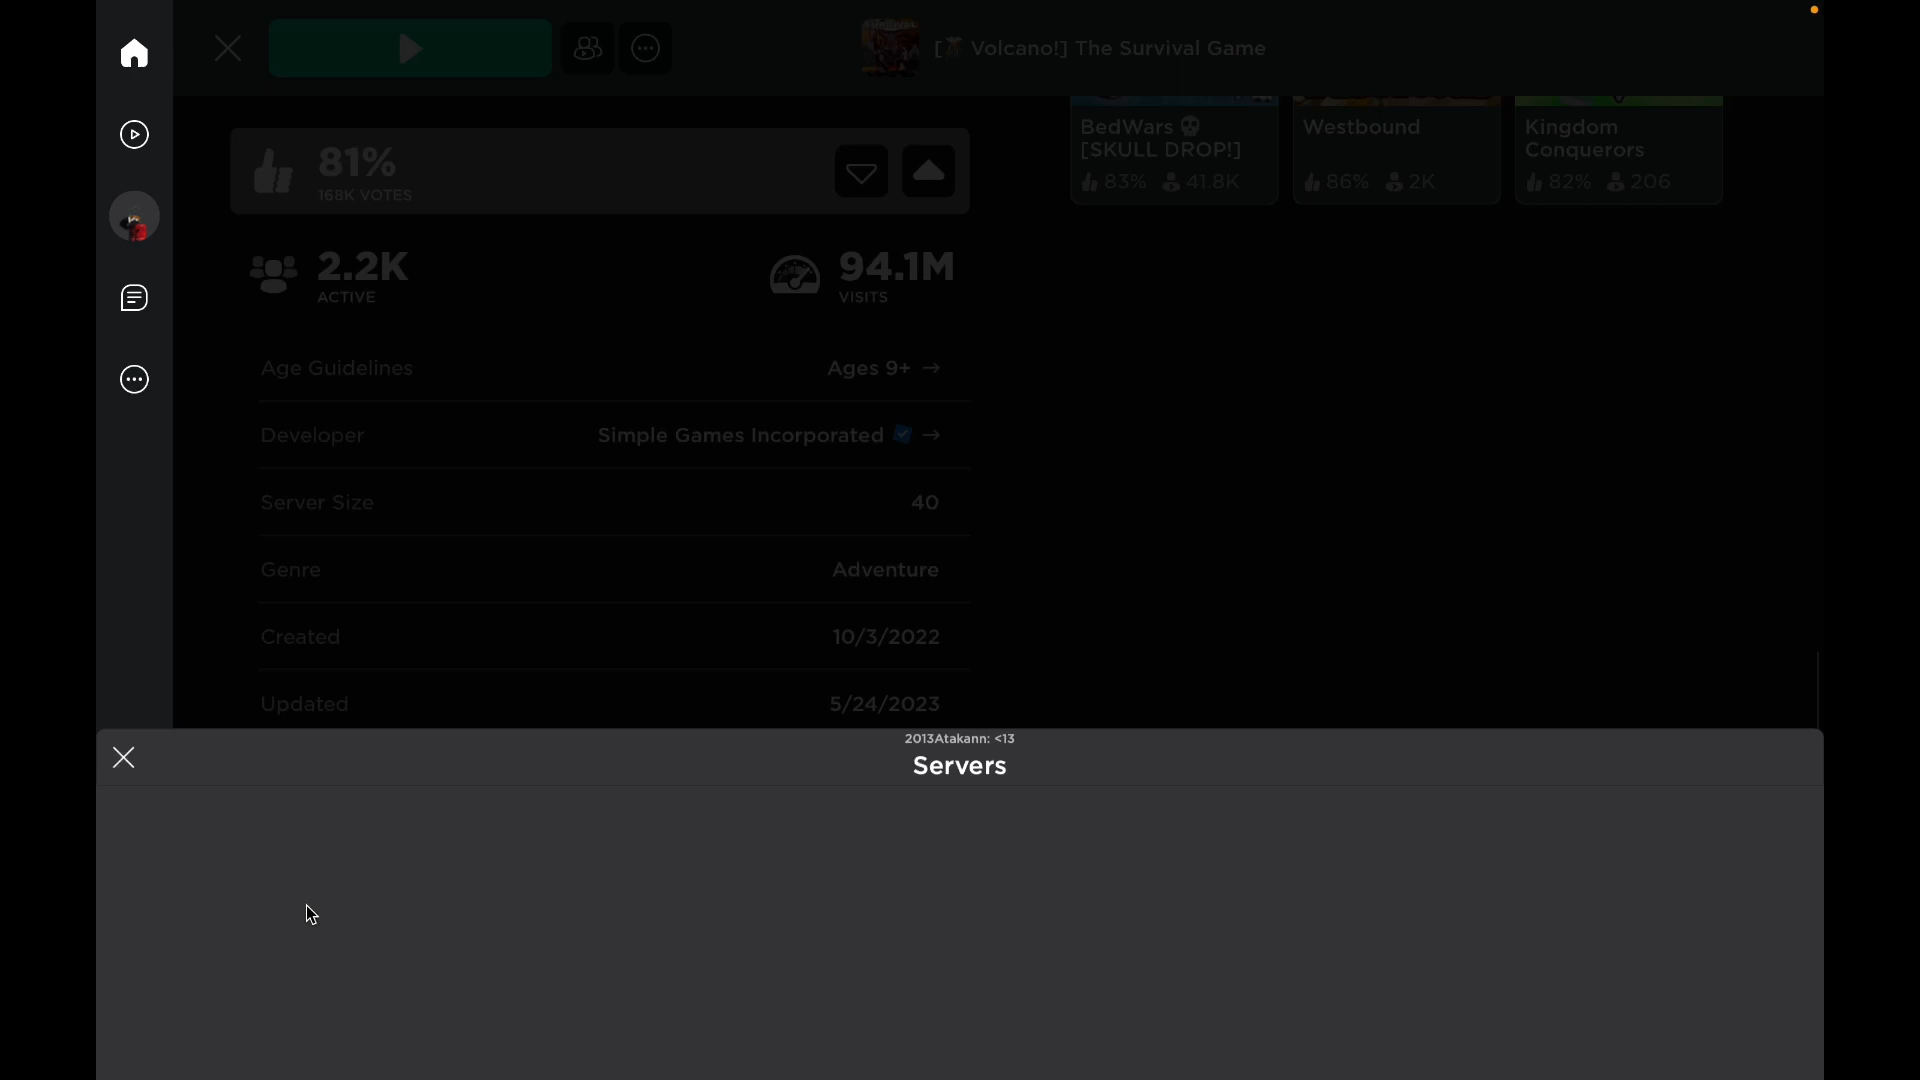 [🌋 Volcano!] The Survival Game
81%
168K VOTES
2.2K
ACTIVE
94.1M
VISITS
Age Guidelines
Ages 9+ →
Developer
Simple Games Incorporated →
Server Size
40
Genre
Adventure
Created
10/3/2022
Updated
5/24/2023
BedWars 💀
[SKULL DROP!]
83% 41.8K
Westbound
86% 2K
Kingdom
Conquerors
82% 206
2013Atakann: <13
Servers